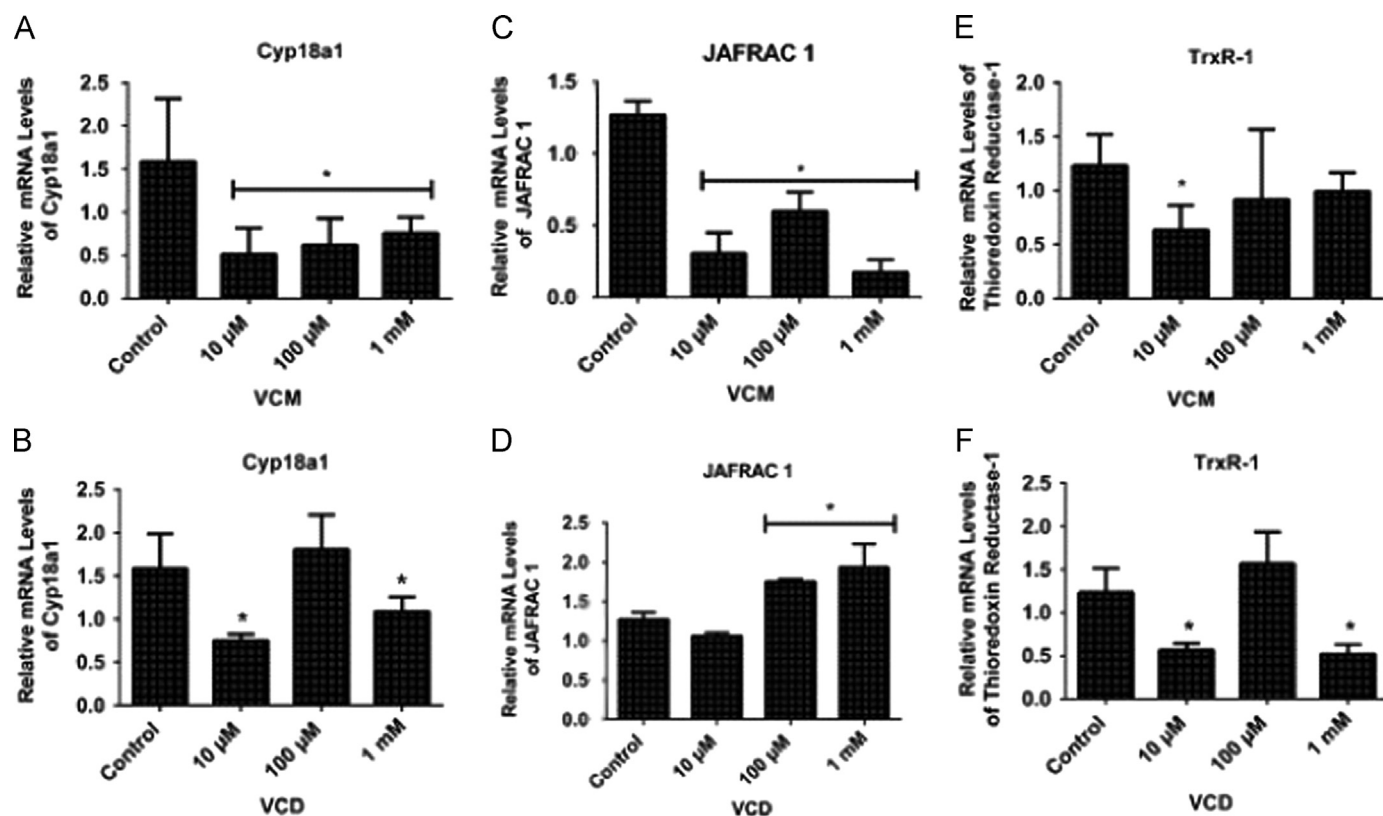 A
Cyp18a1
Relative mRNA Levels
of Cyp18a1
2.5
2.0
1.5
1.0
0.5
0.0
*
Control
10 µM
100 µM
1 mM
VCM
C
JAFRAC 1
Relative mRNA Levels
of JAFRAC 1
1.5
1.0
0.5
0.0
*
Control
10 µM
100 µM
1 mM
VCM
E
TrxR-1
Relative mRNA Levels of
Thioredoxin Reductase-1
2.0
1.5
1.0
0.5
0.0
*
Control
10 µM
100 µM
1 mM
VCM
B
Cyp18a1
Relative mRNA Levels
of Cyp18a1
2.5
2.0
1.5
1.0
0.5
0.0
*
*
Control
10 µM
100 µM
1 mM
VCD
D
JAFRAC 1
Relative mRNA Levels
of JAFRAC 1
2.5
2.0
1.5
1.0
0.5
0.0
*
Control
10 µM
100 µM
1 mM
VCD
F
TrxR-1
Relative mRNA Levels
of Thioredoxin Reductase-1
2.5
2.0
1.5
1.0
0.5
0.0
*
*
Control
10 µM
100 µM
1 mM
VCD